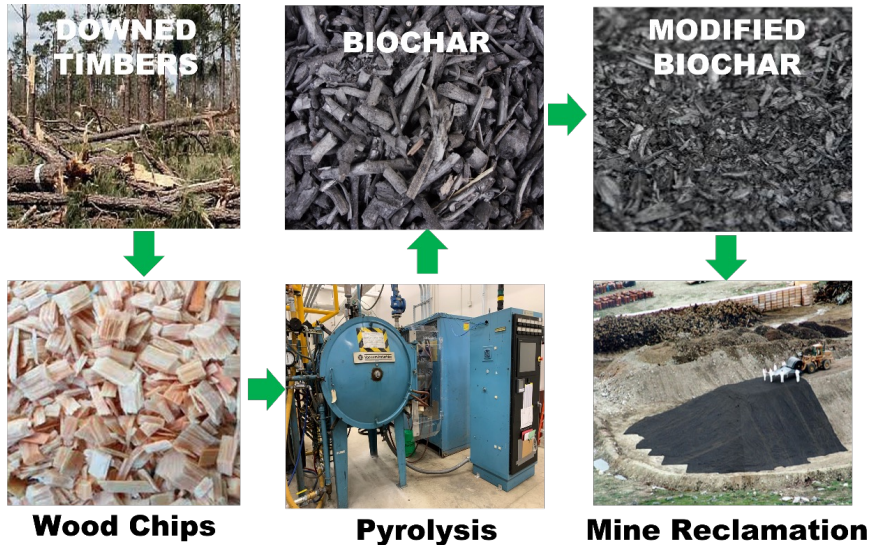 DOWNED
TIMBERS
BIOCHAR
MODIFIED
BIOCHAR
Wood Chips
Pyrolysis
Mine Reclamation